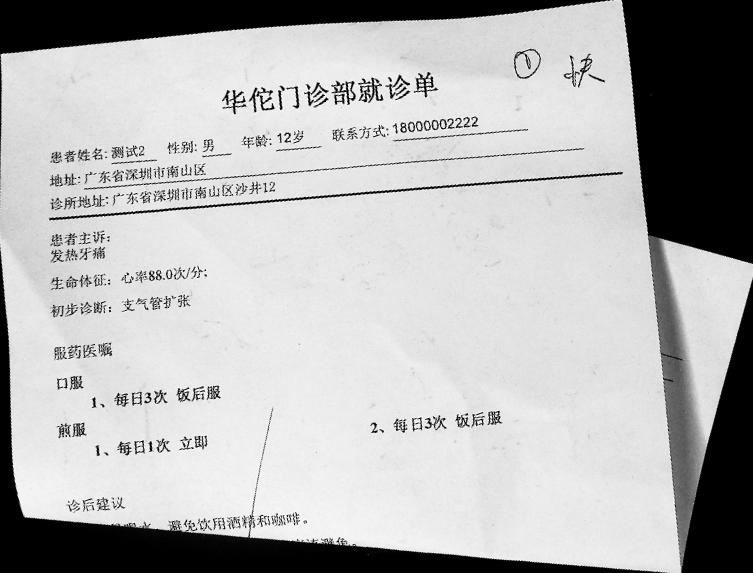 ① 快
华佗门诊部就诊单
患者姓名: 测试2 性别: 男 年龄: 12岁 联系方式: 18000002222
地址: 广东省深圳市南山区
诊所地址: 广东省深圳市南山区沙井12
患者主诉:
发热牙痛
生命体征: 心率88.0次/分;
初步诊断: 支气管扩张
服药医嘱
口服
1、每日3次 饭后服
煎服
1、每日1次 立即 2、每日3次 饭后服
诊后建议
避免饮用酒精和咖啡。
避免。